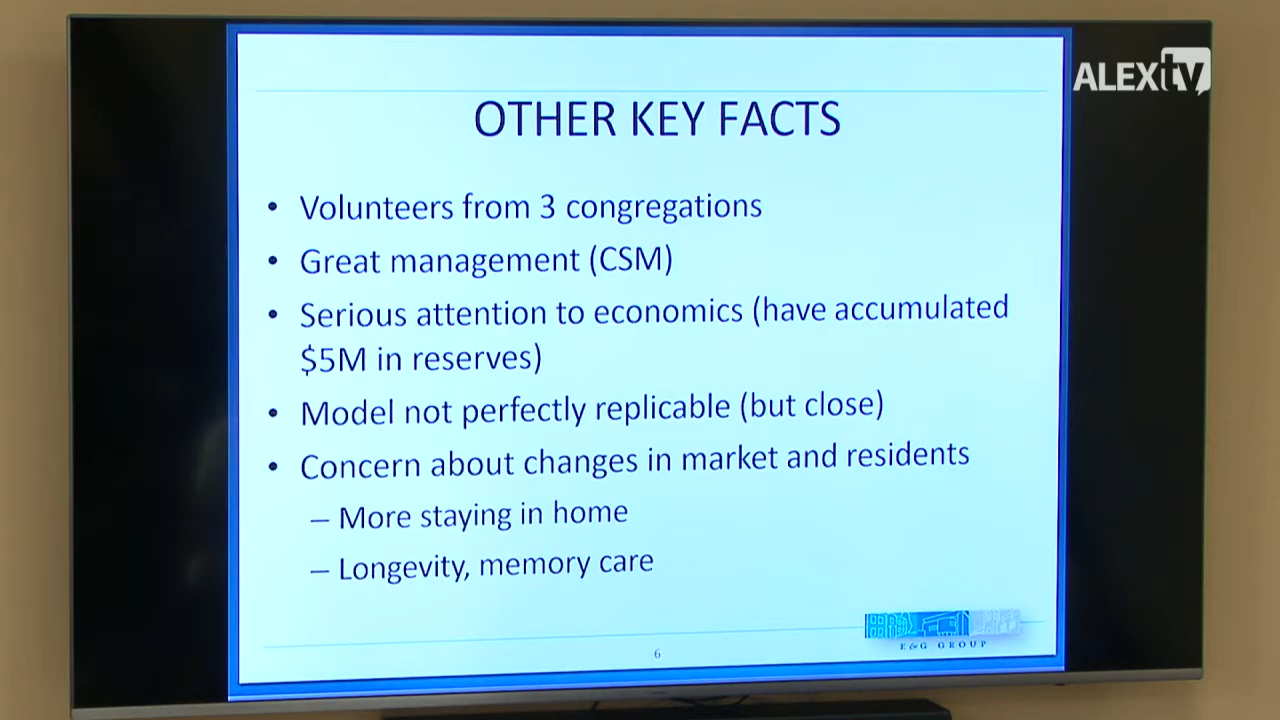 ALEXtv
OTHER KEY FACTS
• Volunteers from 3 congregations
• Great management (CSM)
• Serious attention to economics (have accumulated
$5M in reserves)
• Model not perfectly replicable (but close)
• Concern about changes in market and residents
– More staying in home
– Longevity, memory care
E&G GROUP
6